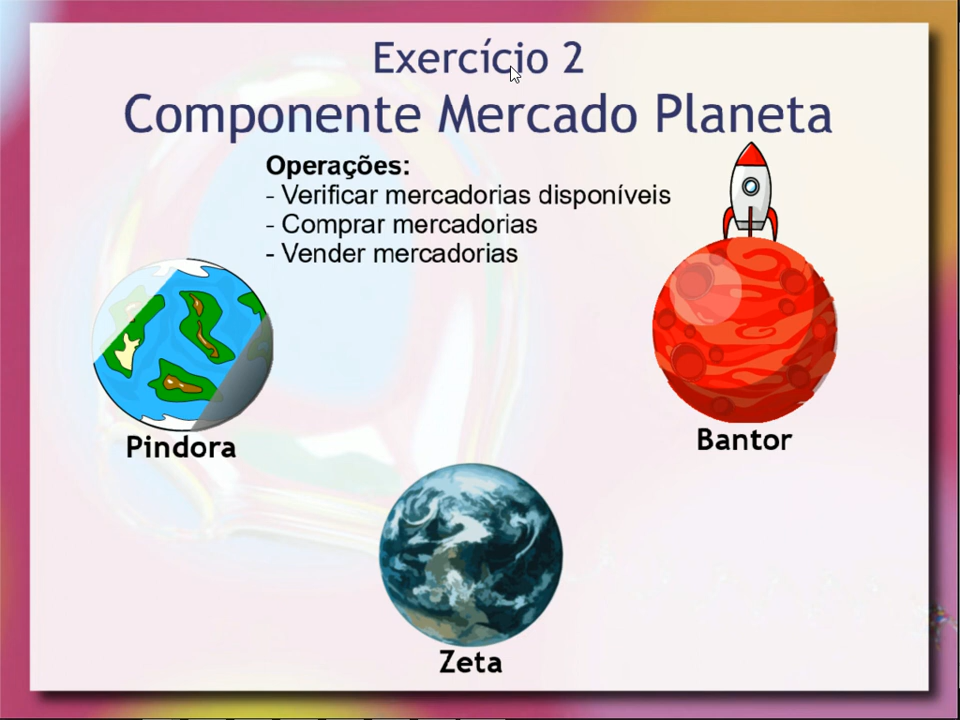 Exercício 2
Componente Mercado Planeta
Operações:
- Verificar mercadorias disponíveis
- Comprar mercadorias
- Vender mercadorias
Pindora
Bantor
Zeta